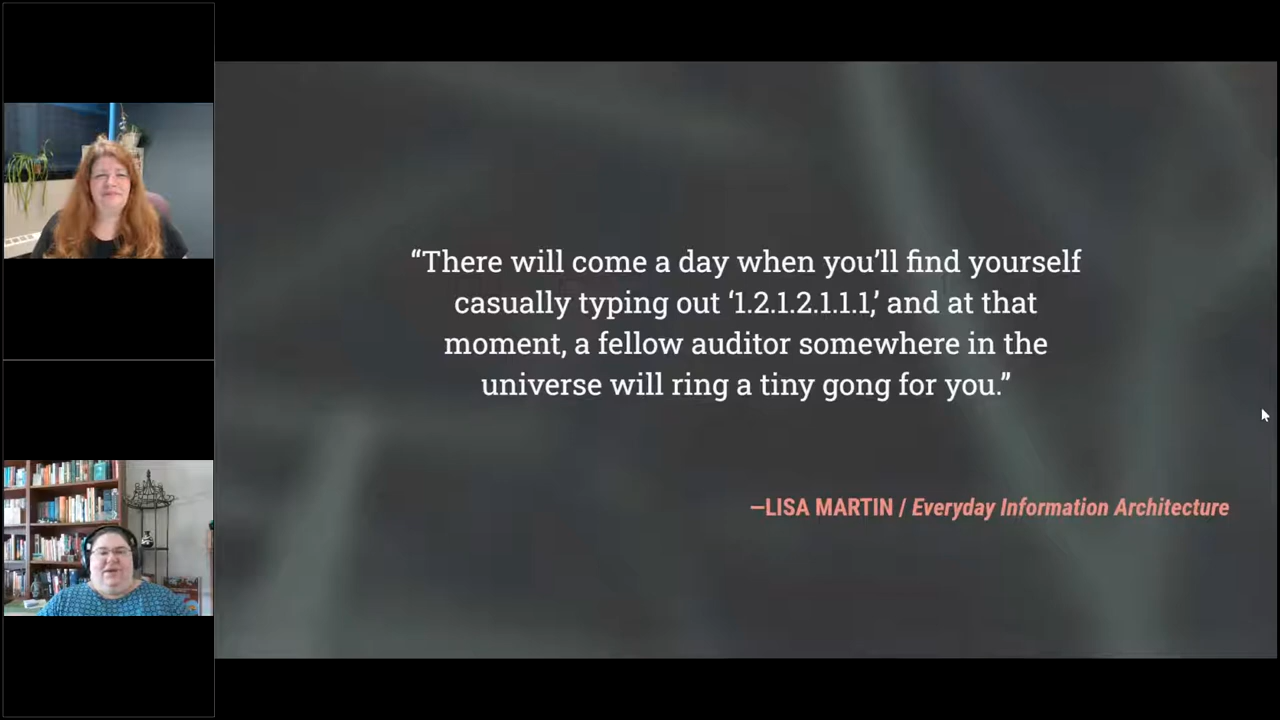 “There will come a day when you’ll find yourself
casually typing out ‘1.2.1.2.1.1.1,’ and at that
moment, a fellow auditor somewhere in the
universe will ring a tiny gong for you.”
—LISA MARTIN / Everyday Information Architecture